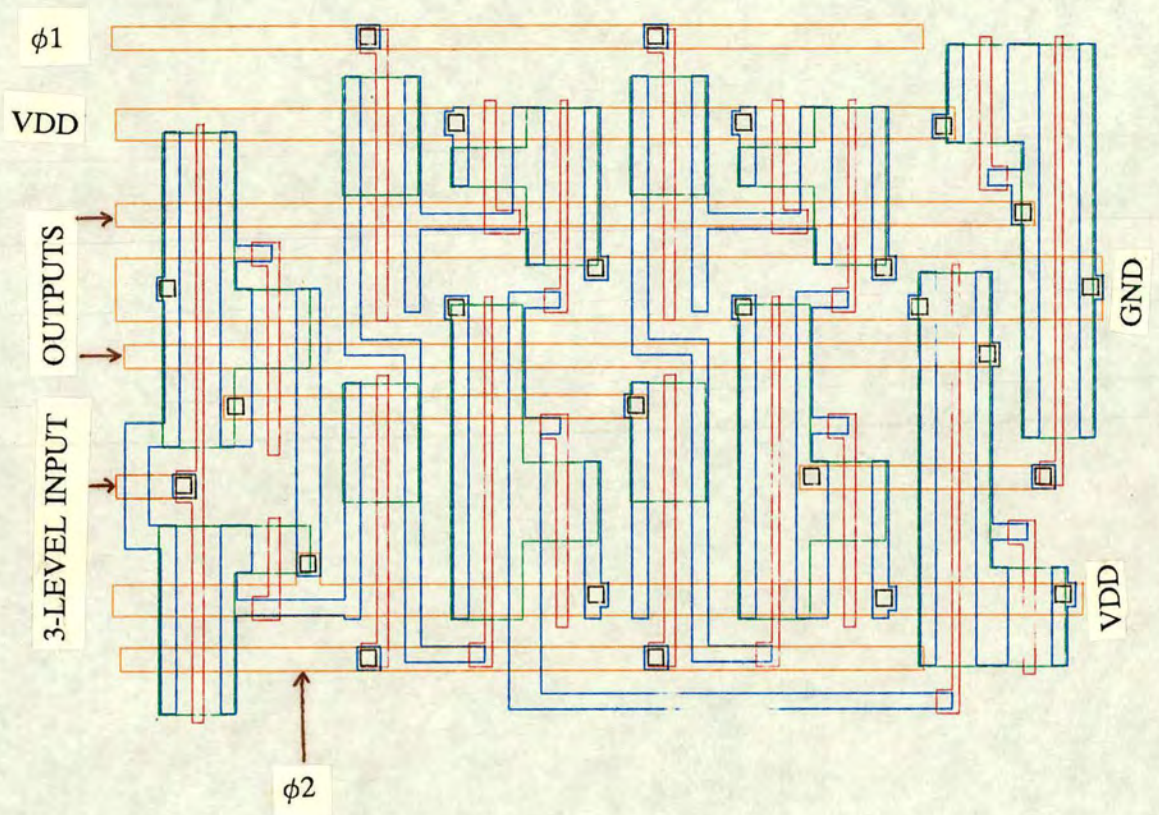 φ1
VDD
OUTPUTS
3-LEVEL INPUT
GND
VDD
φ2